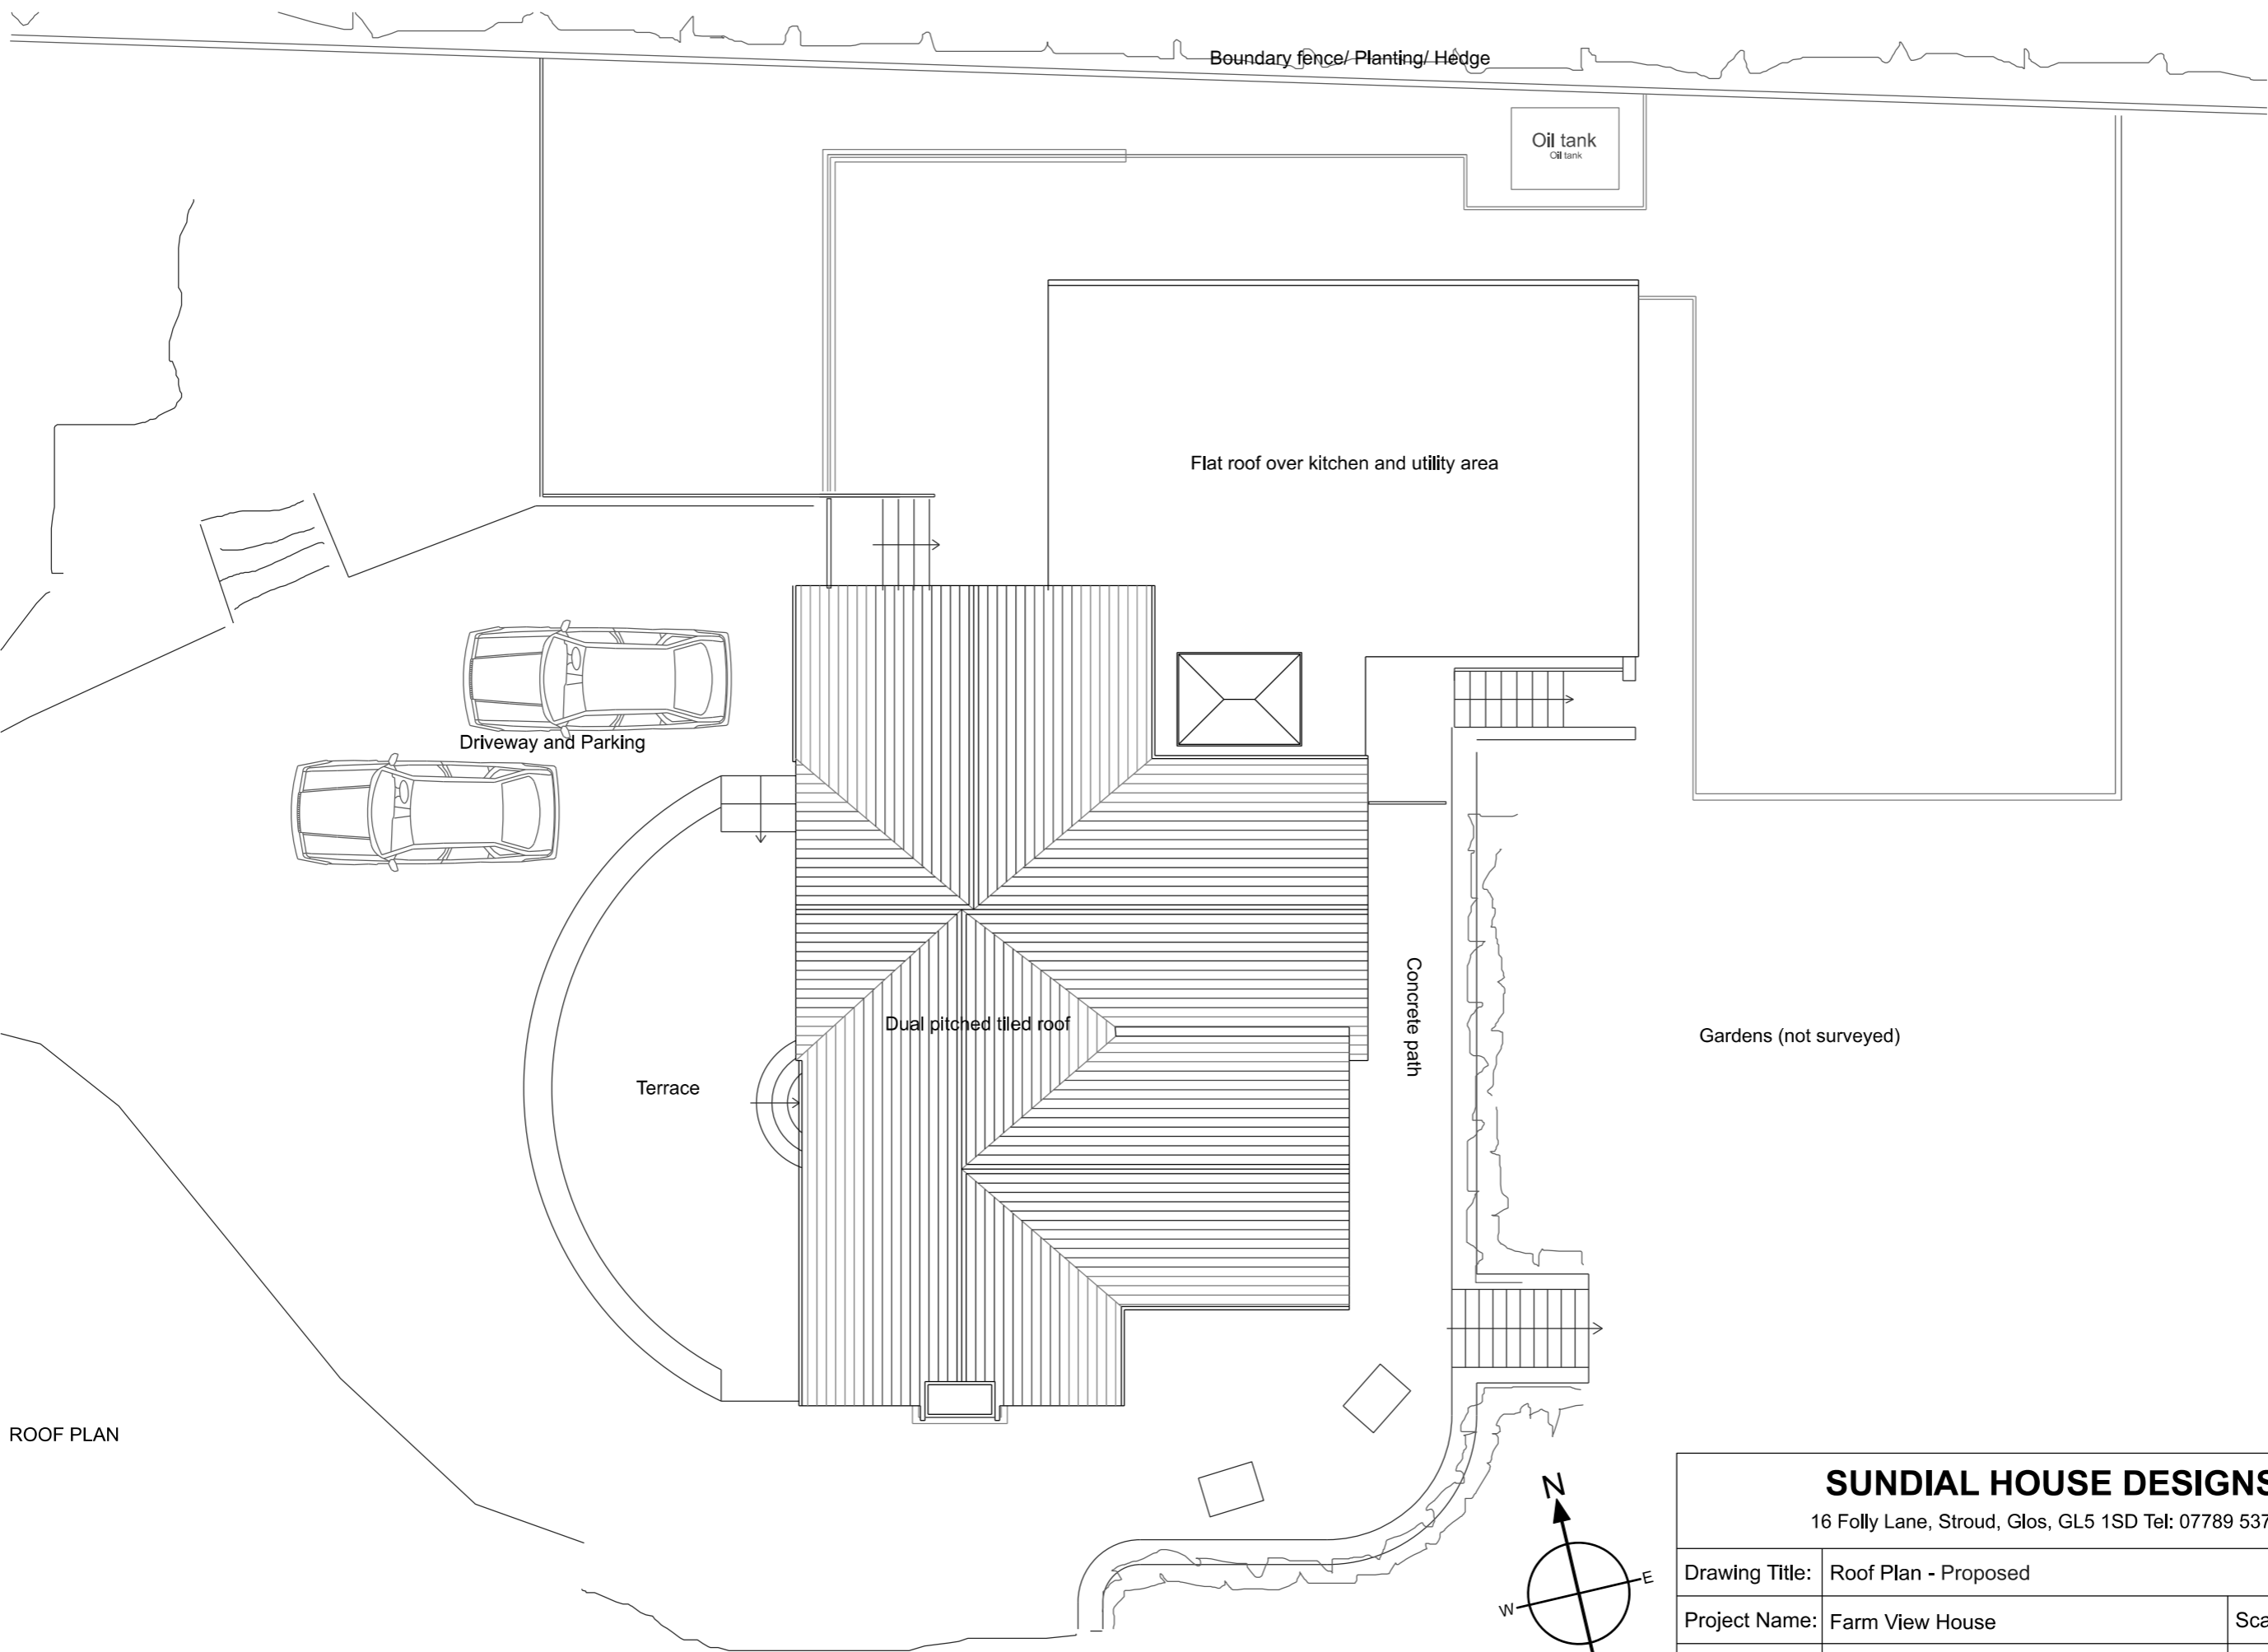 Boundary fence/ Planting/ Hedge
Oil tank
Oil tank
Flat roof over kitchen and utility area
Driveway and Parking
Concrete path
Dual pitched tiled roof
Gardens (not surveyed)
Terrace
ROOF PLAN
N
E
W
SUNDIAL HOUSE DESIGNS
16 Folly Lane, Stroud, Glos, GL5 1SD Tel: 07789 537
Drawing Title: Roof Plan - Proposed
Project Name: Farm View House